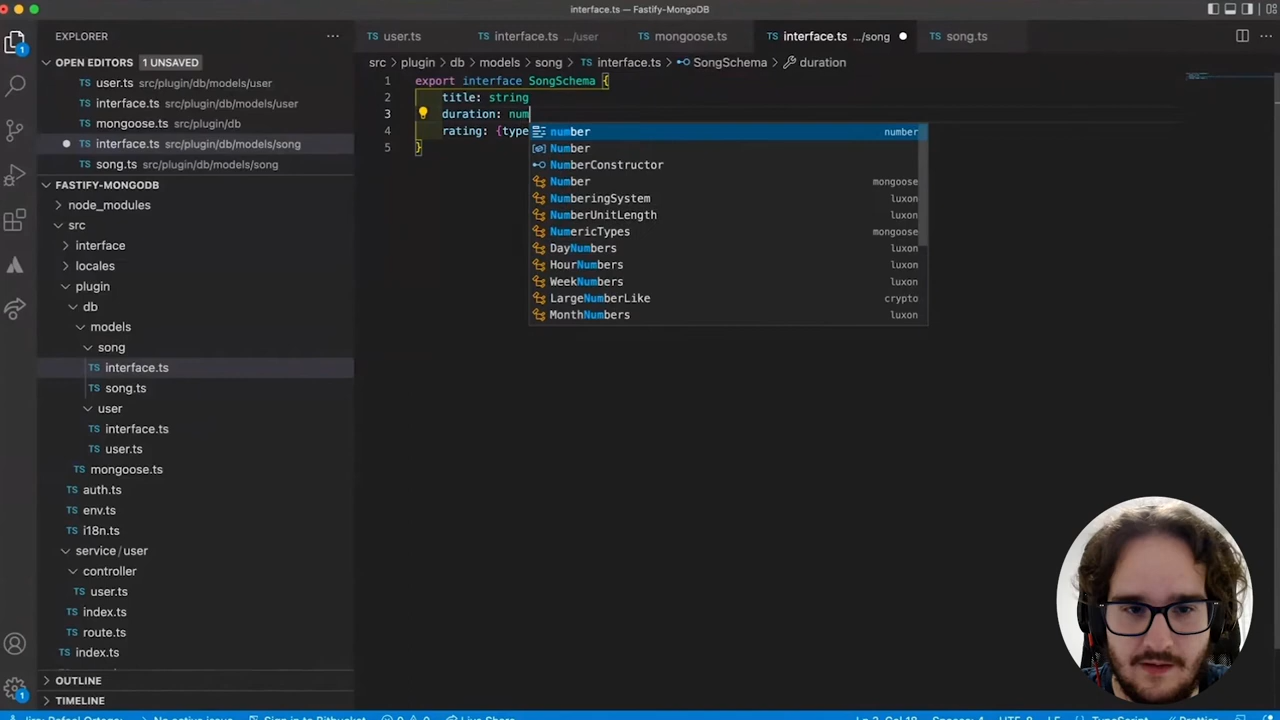 interface.ts — Fastify-MongoDB
EXPLORER
OPEN EDITORS 1 UNSAVED
user.ts src/plugin/db/models/user
interface.ts src/plugin/db/models/user
mongoose.ts src/plugin/db
interface.ts src/plugin/db/models/song
song.ts src/plugin/db/models/song
FASTIFY-MONGODB
node_modules
src
interface
locales
plugin
db
models
song
interface.ts
song.ts
user
interface.ts
user.ts
mongoose.ts
auth.ts
env.ts
i18n.ts
service/user
controller
user.ts
index.ts
route.ts
index.ts
OUTLINE
TIMELINE
user.ts interface.ts .../user mongoose.ts interface.ts .../song song.ts
src > plugin > db > models > song > TS interface.ts > SongSchema > duration
1 export interface SongSchema {
2 title: string
3 duration: num
4 rating: {type
5 }
number number
Number
NumberConstructor
Number mongoose
NumberingSystem luxon
NumberUnitLength luxon
NumericTypes mongoose
DayNumbers luxon
HourNumbers luxon
WeekNumbers luxon
LargeNumberLike crypto
MonthNumbers luxon